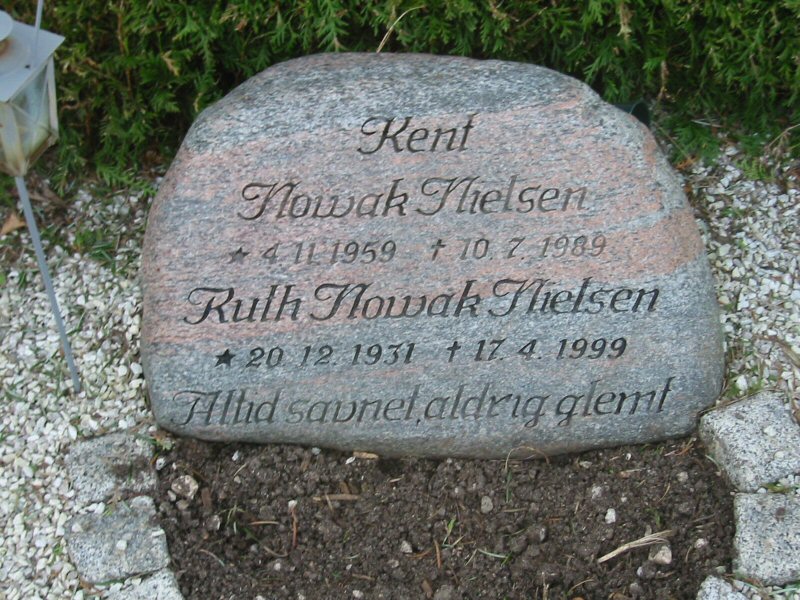 Kent
Nowak Nielsen
★ 4. 11. 1959 † 10. 7. 1989
Ruth Nowak Nielsen
★ 20. 12. 1931 † 17. 4. 1999
Altid savnet, aldrig glemt